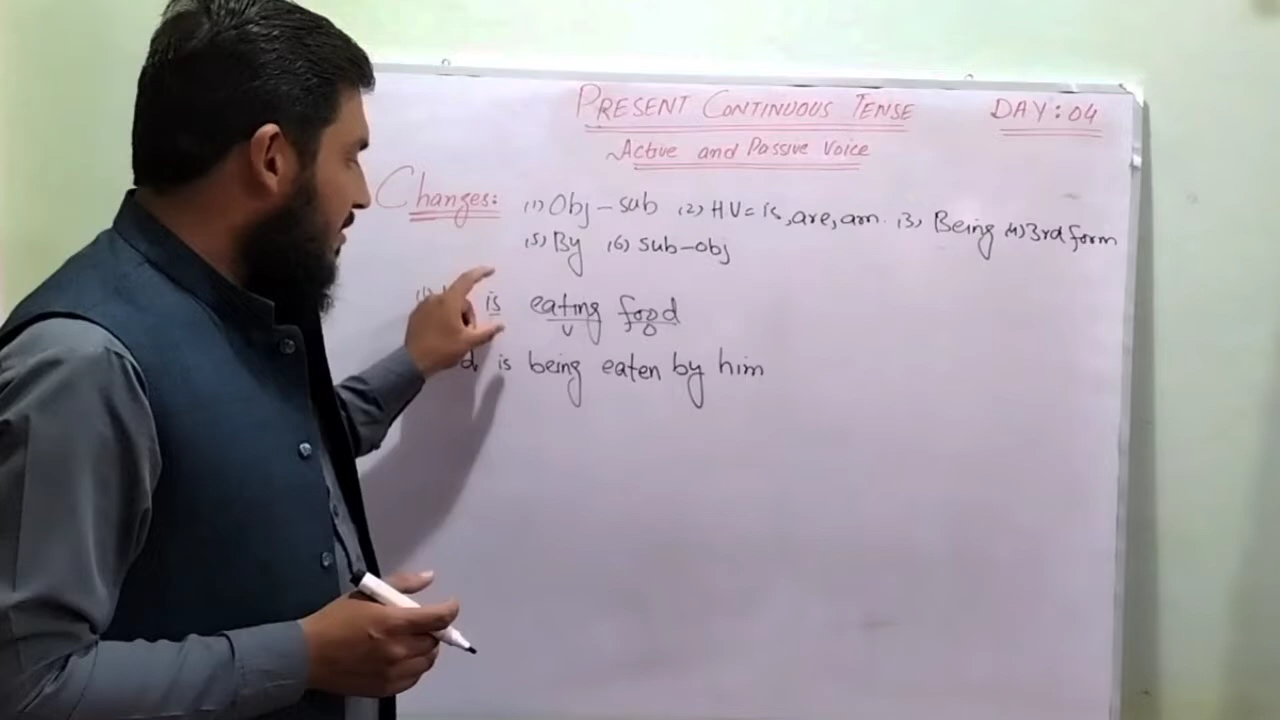 PRESENT CONTINUOUS TENSE DAY: 04
Active and Passive Voice
Changes: (1) Obj - sub (2) HV = is, are, am. (3) Being (4) 3rd form
(5) By (6) Sub - obj
(1) is eating food
V O
is being eaten by him